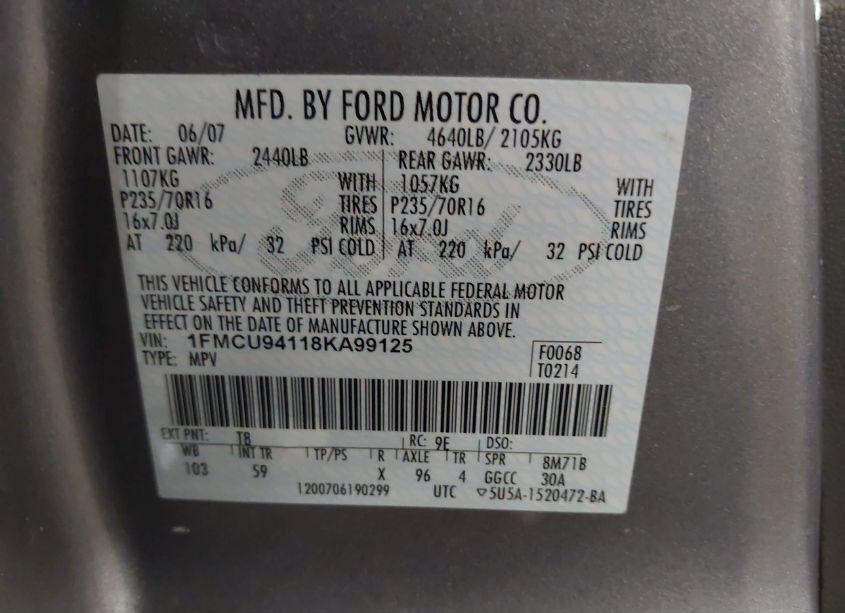 MFD. BY FORD MOTOR CO.
DATE: 06/07 GVWR: 4640LB/ 2105KG
FRONT GAWR: 2440LB REAR GAWR: 2330LB
1107KG WITH 1057KG WITH
P235/70R16 TIRES P235/70R16 TIRES
16x7.0J RIMS 16x7.0J RIMS
AT 220 kPa/ 32 PSI COLD AT 220 kPa/ 32 PSI COLD
THIS VEHICLE CONFORMS TO ALL APPLICABLE FEDERAL MOTOR
VEHICLE SAFETY AND THEFT PREVENTION STANDARDS IN
EFFECT ON THE DATE OF MANUFACTURE SHOWN ABOVE.
VIN: 1FMCU94118KA99125 F0068
TYPE: MPV T0214
EXT PNT: T8 RC: 9E DSO:
WB INT TR TP/PS R AXLE TR SPR 8M71B
103 59 X 96 4 GGCC 30A
1200706190299 UTC ▽5U5A-1520472-BA
Ford